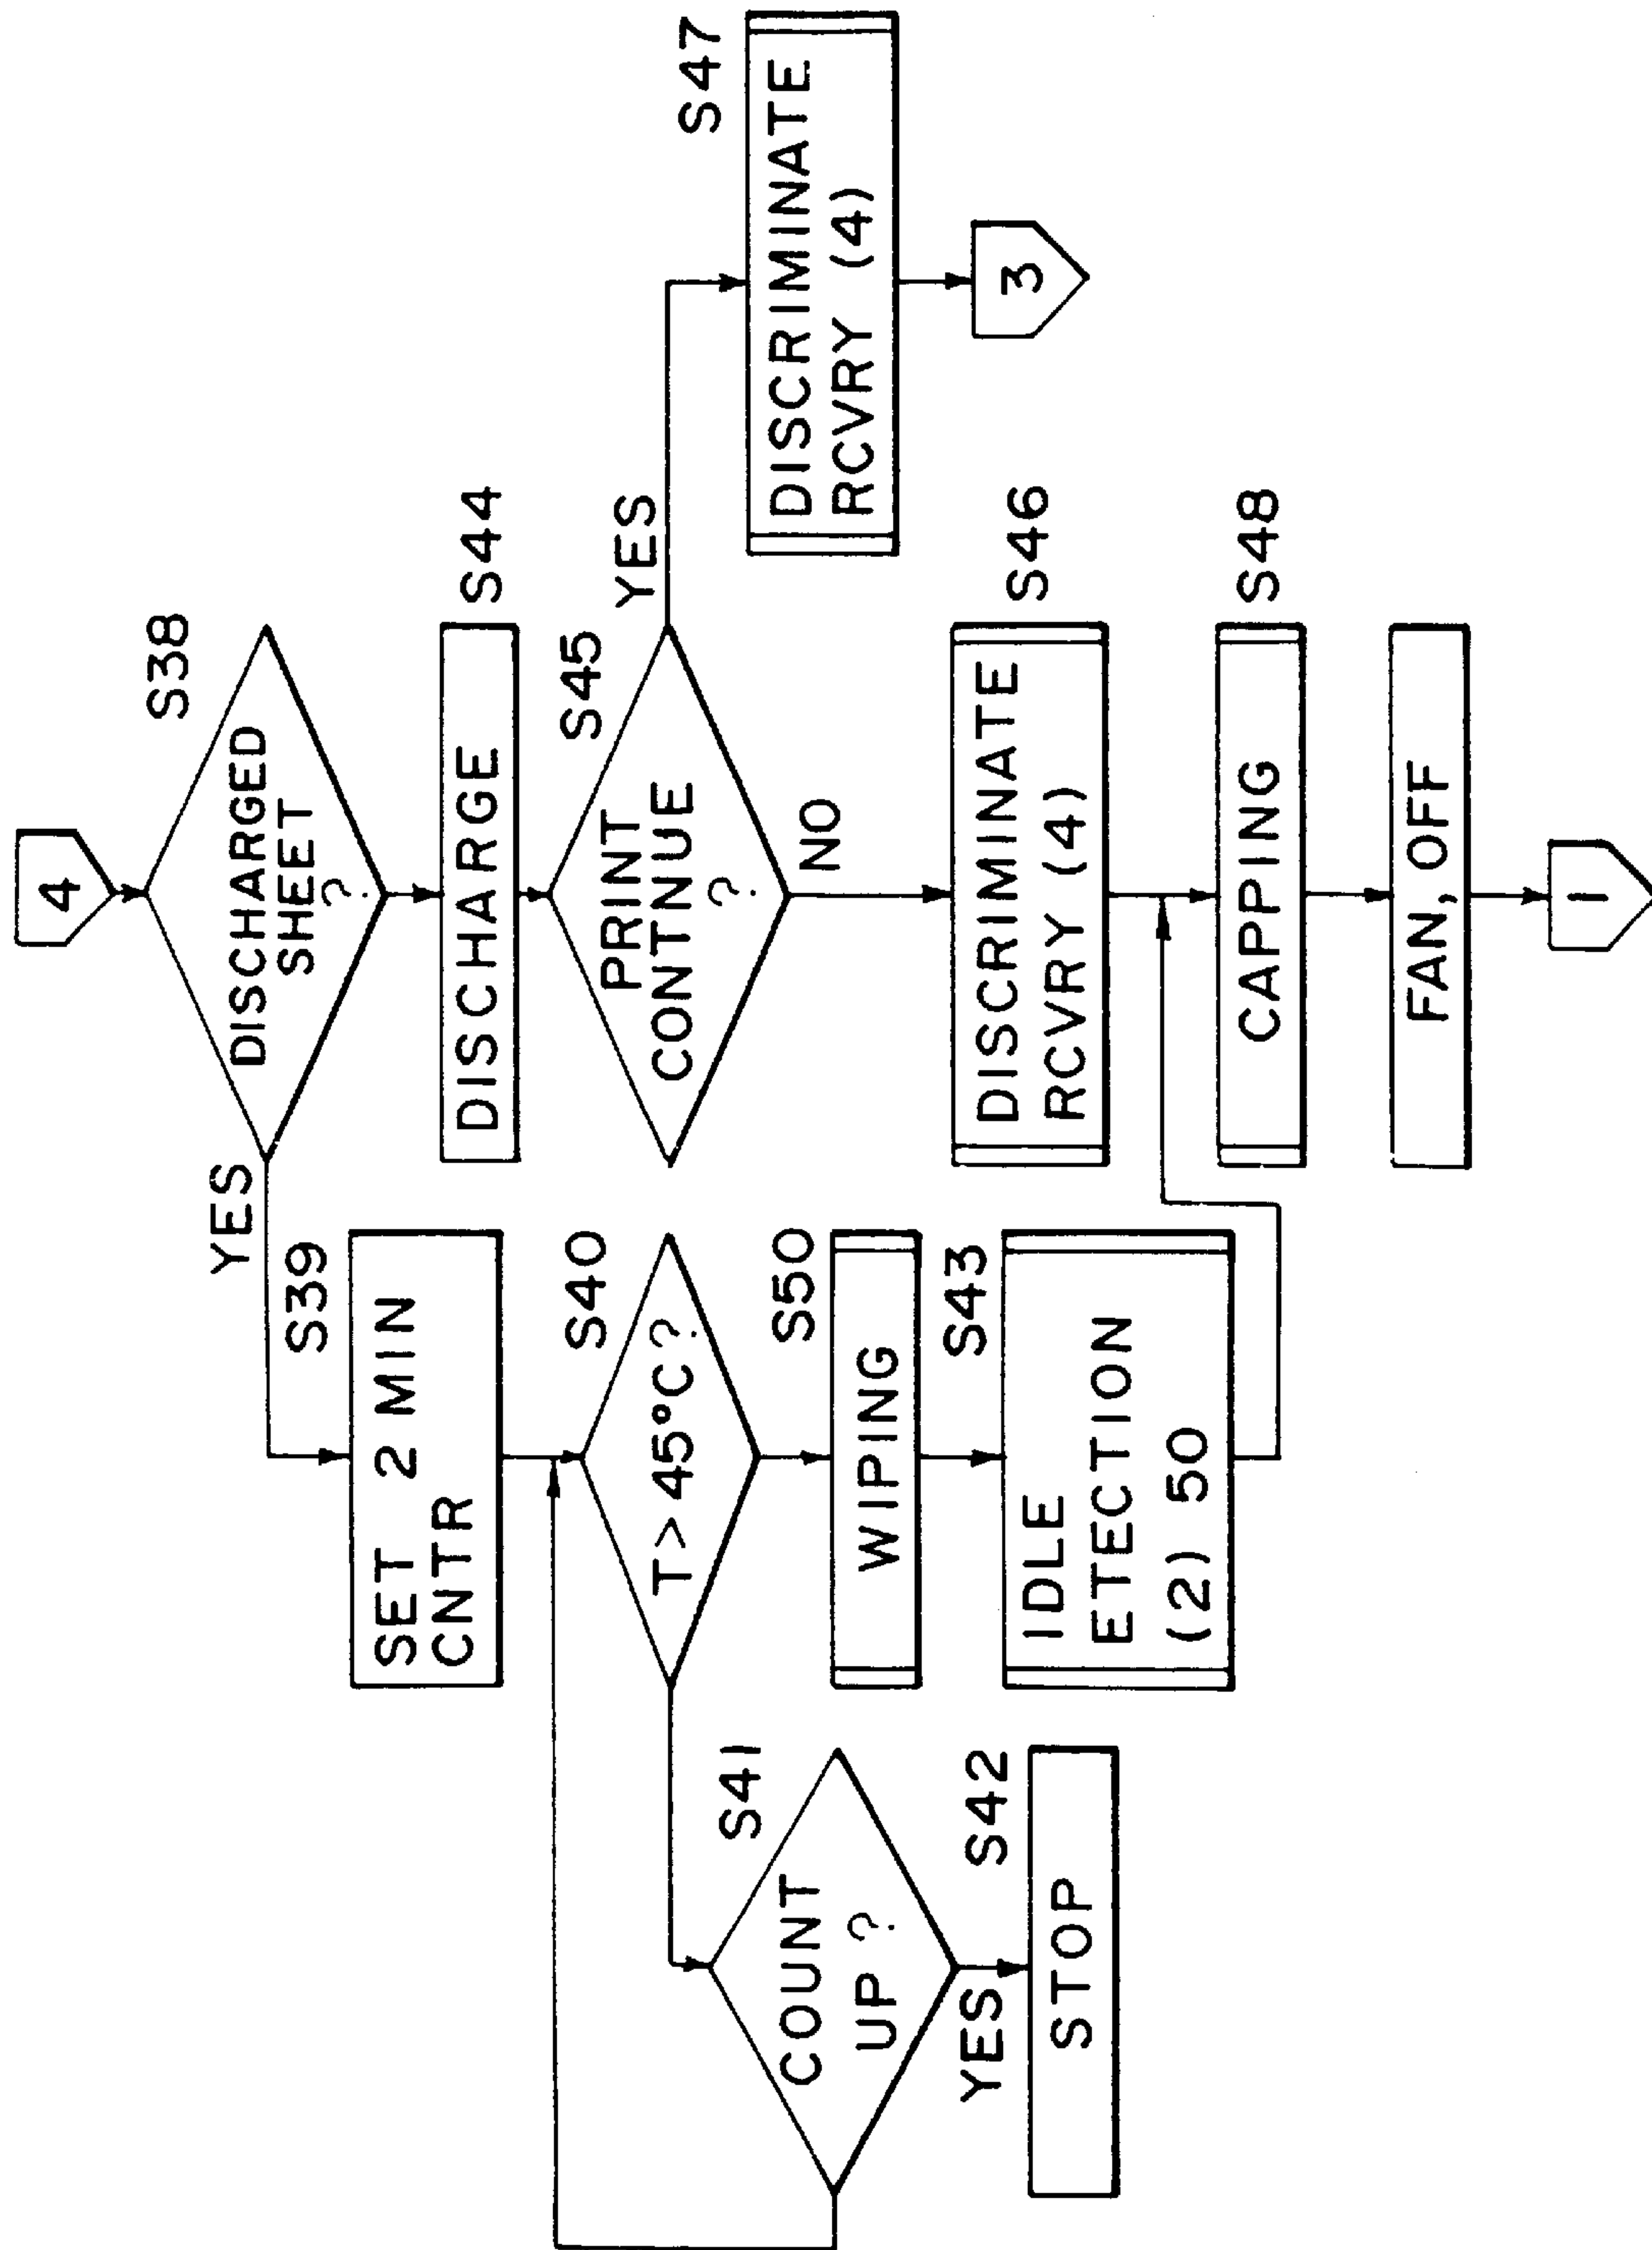 4
S38
DISCHARGED
SHEET
?
YES
S39
SET 2 MIN
CNTR
S40
T > 45°C ?
S41
COUNT
UP ?
YES
S42
STOP
S50
WIPING
S43
IDLE
ETECTION
(2) 50
S44
DISCHARGE
S45
PRINT
CONTINUE
?
YES
NO
S47
DISCRIMINATE
RCVRY (4)
3
S46
DISCRIMINATE
RCVRY (4)
S48
CAPPING
FAN, OFF
1